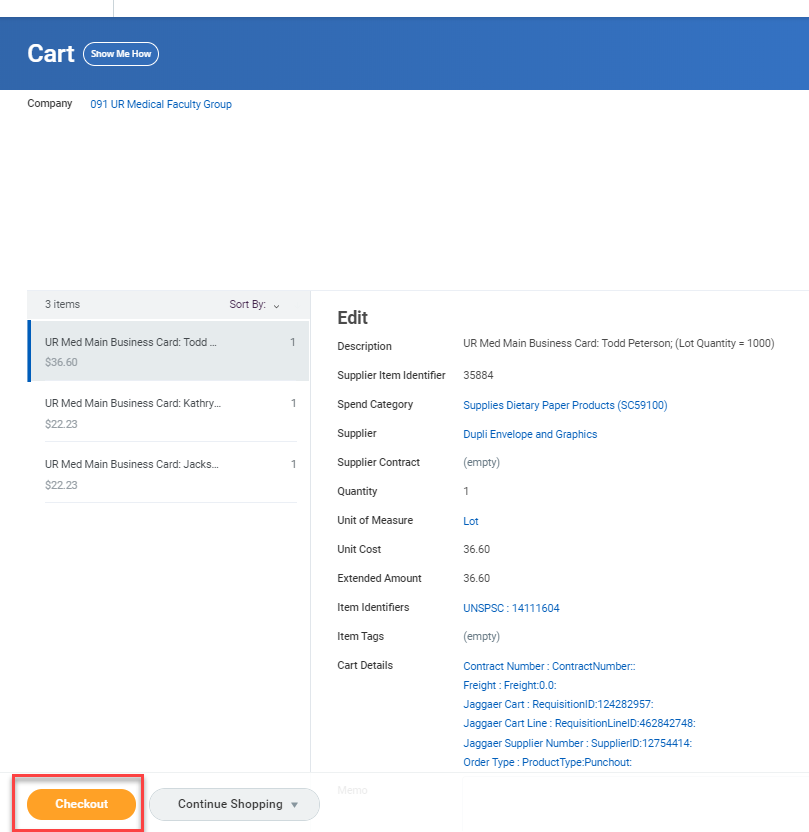 Cart Show Me How
Company 091 UR Medical Faculty Group
3 items Sort By:
UR Med Main Business Card: Todd ... 1
$36.60
UR Med Main Business Card: Kathry... 1
$22.23
UR Med Main Business Card: Jacks... 1
$22.23
Edit
Description UR Med Main Business Card: Todd Peterson; (Lot Quantity = 1000)
Supplier Item Identifier 35884
Spend Category Supplies Dietary Paper Products (SC59100)
Supplier Dupli Envelope and Graphics
Supplier Contract (empty)
Quantity 1
Unit of Measure Lot
Unit Cost 36.60
Extended Amount 36.60
Item Identifiers UNSPSC : 14111604
Item Tags (empty)
Cart Details Contract Number : ContractNumber::
Freight : Freight:0.0:
Jaggaer Cart : RequisitionID:124282957:
Jaggaer Cart Line : RequisitionLineID:462842748:
Jaggaer Supplier Number : SupplierID:12754414:
Order Type : ProductType:Punchout:
Memo
Checkout Continue Shopping